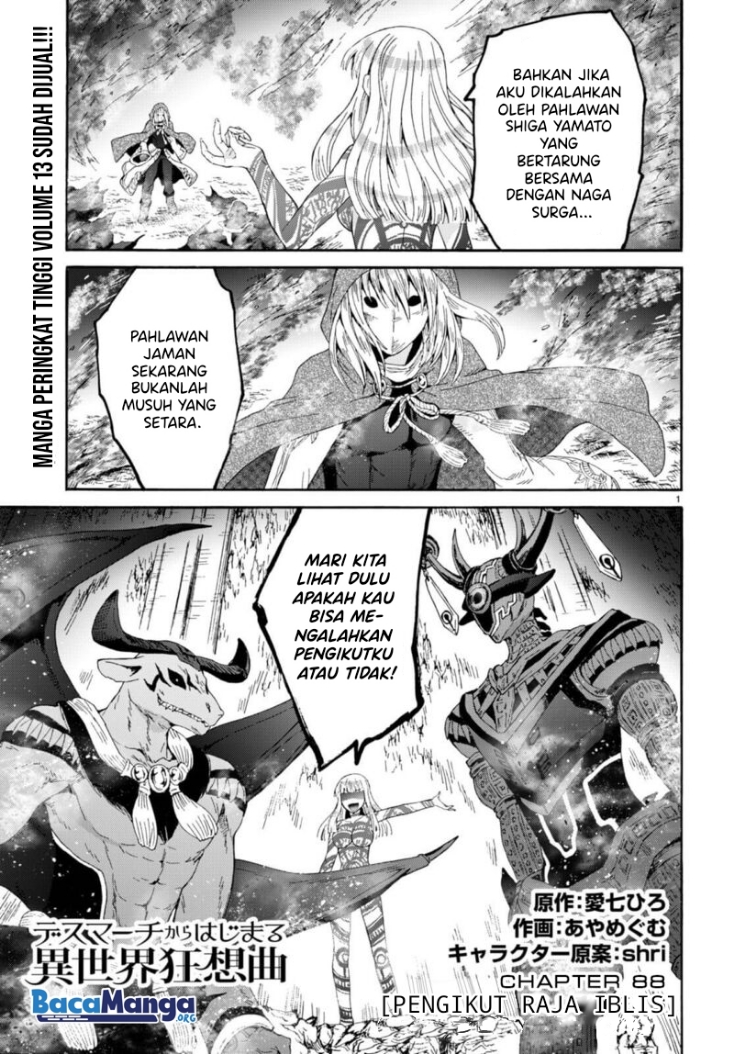 MANGA PERINGKAT TINGGI VOLUME 13 SUDAH DIJUAL!!!
BAHKAN JIKA
AKU DIKALAHKAN
OLEH PAHLAWAN
SHIGA YAMATO
YANG
BERTARUNG
BERSAMA
DENGAN NAGA
SURGA...
PAHLAWAN
JAMAN
SEKARANG
BUKANLAH
MUSUH YANG
SETARA.
1
MARI KITA
LIHAT DULU
APAKAH KAU
BISA ME-
NGALAHKAN
PENGIKUTKU
ATAU TIDAK!
原作:愛七ひろ
作画:あやめぐむ
キャラクター原案:shri
デスマーチからはじまる
異世界狂想曲
CHAPTER 88
[PENGIKUT RAJA IBLIS]
BacaManga.ORG